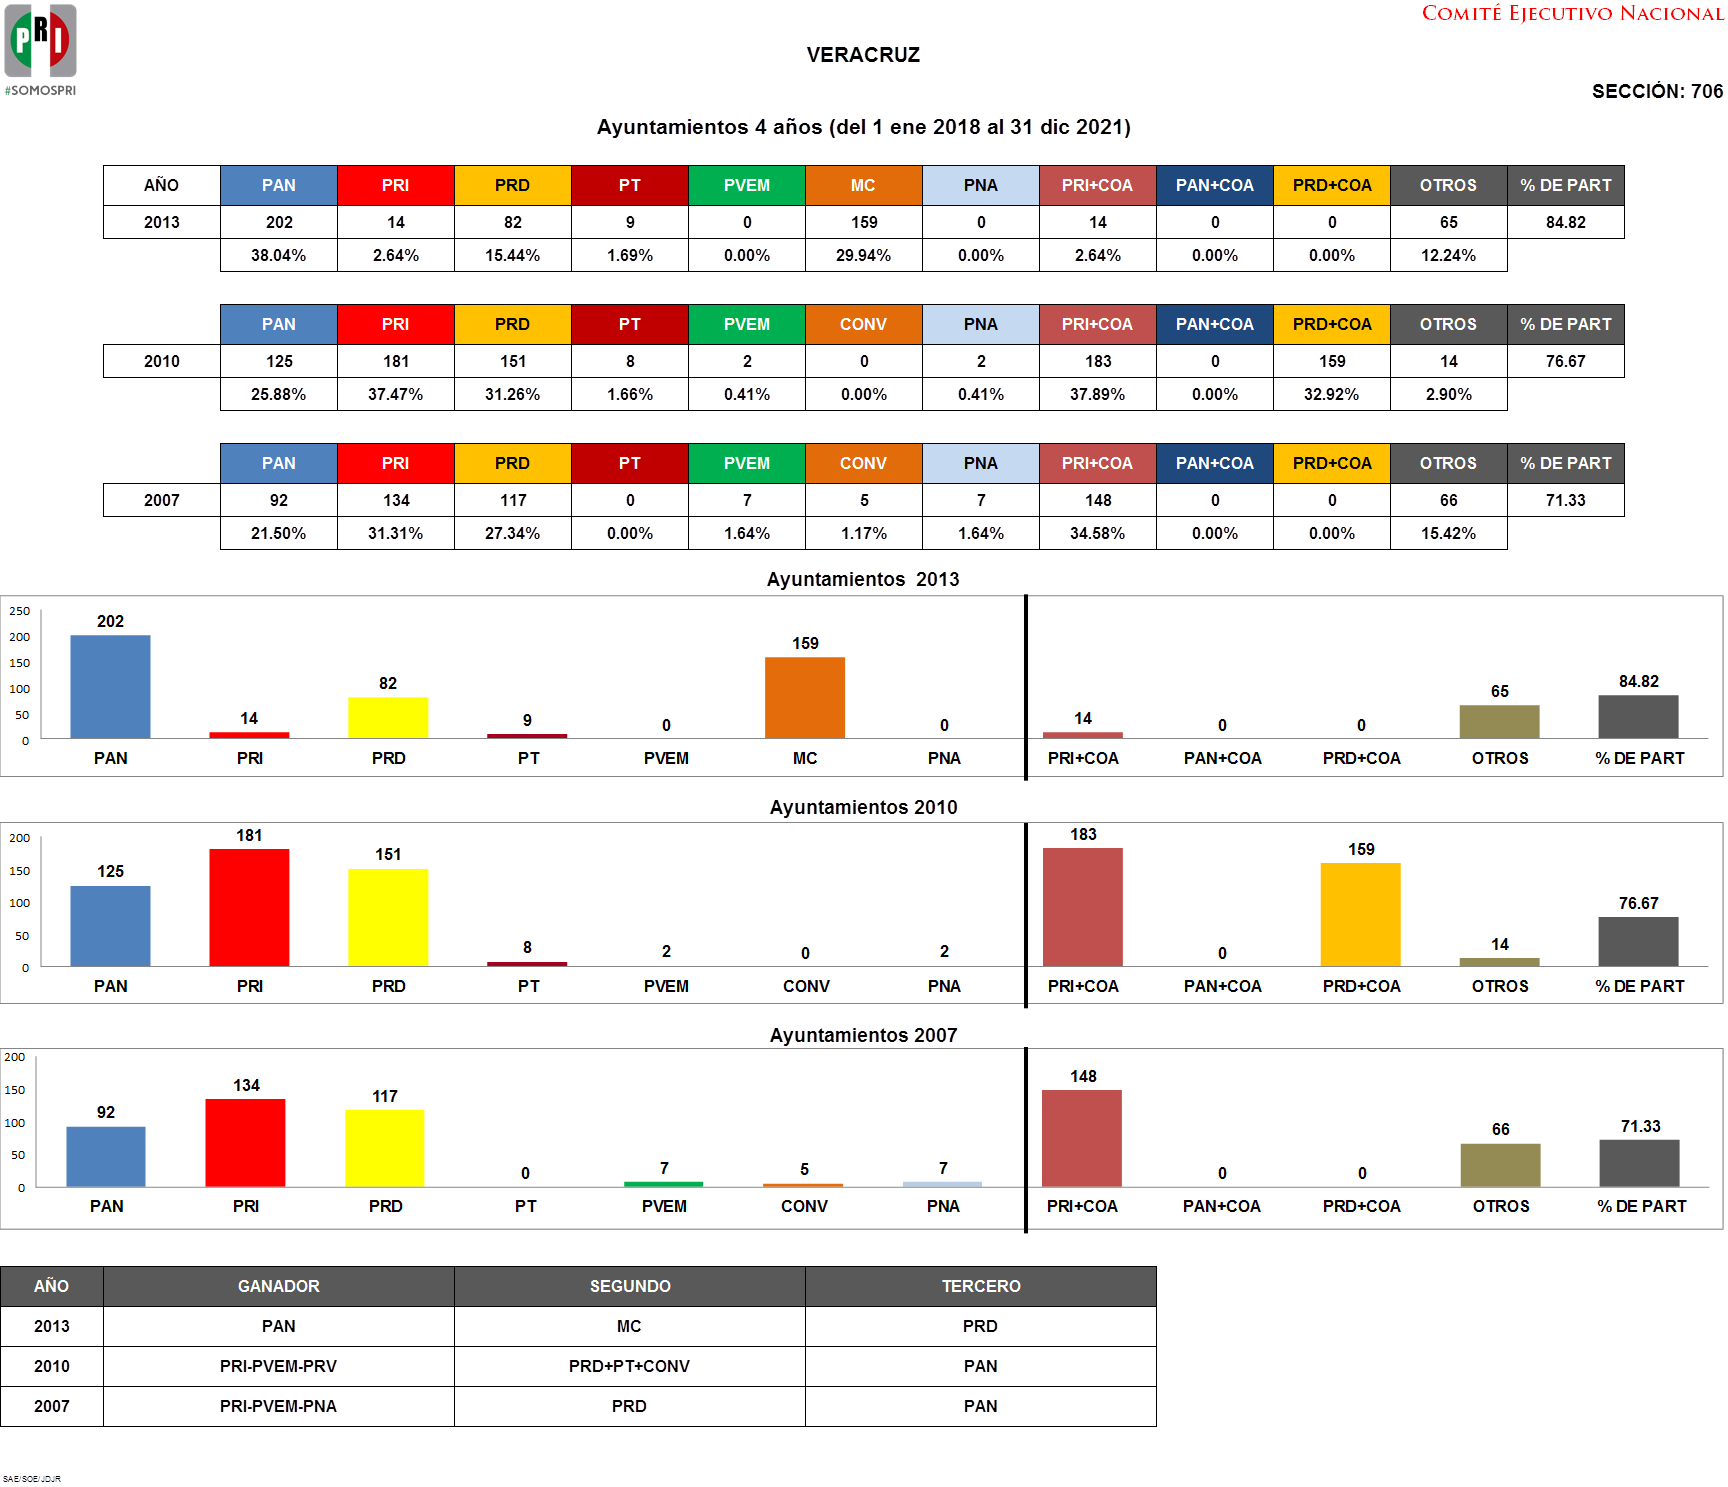 COMITÉ EJECUTIVO NACIONAL
PRI
#SOMOSPRI
VERACRUZ
SECCIÓN: 706
Ayuntamientos 4 años (del 1 ene 2018 al 31 dic 2021)
AÑO PAN PRI PRD PT PVEM MC PNA PRI+COA PAN+COA PRD+COA OTROS % DE PART
2013 202 14 82 9 0 159 0 14 0 0 65 84.82
38.04% 2.64% 15.44% 1.69% 0.00% 29.94% 0.00% 2.64% 0.00% 0.00% 12.24%
PAN PRI PRD PT PVEM CONV PNA PRI+COA PAN+COA PRD+COA OTROS % DE PART
2010 125 181 151 8 2 0 2 183 0 159 14 76.67
25.88% 37.47% 31.26% 1.66% 0.41% 0.00% 0.41% 37.89% 0.00% 32.92% 2.90%
PAN PRI PRD PT PVEM CONV PNA PRI+COA PAN+COA PRD+COA OTROS % DE PART
2007 92 134 117 0 7 5 7 148 0 0 66 71.33
21.50% 31.31% 27.34% 0.00% 1.64% 1.17% 1.64% 34.58% 0.00% 0.00% 15.42%
Ayuntamientos 2013
250
200
150
100
50
0
202 14 82 9 0 159 0 14 0 0 65 84.82
PAN PRI PRD PT PVEM MC PNA PRI+COA PAN+COA PRD+COA OTROS % DE PART
Ayuntamientos 2010
200
150
100
50
0
125 181 151 8 2 0 2 183 0 159 14 76.67
PAN PRI PRD PT PVEM CONV PNA PRI+COA PAN+COA PRD+COA OTROS % DE PART
Ayuntamientos 2007
200
150
100
50
0
92 134 117 0 7 5 7 148 0 0 66 71.33
PAN PRI PRD PT PVEM CONV PNA PRI+COA PAN+COA PRD+COA OTROS % DE PART
AÑO GANADOR SEGUNDO TERCERO
2013 PAN MC PRD
2010 PRI-PVEM-PRV PRD+PT+CONV PAN
2007 PRI-PVEM-PNA PRD PAN
SAE/SOE/JDJR